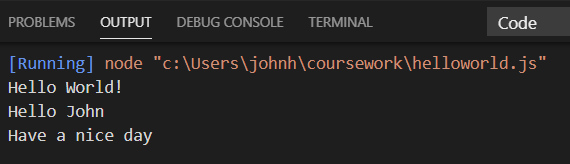 PROBLEMS OUTPUT DEBUG CONSOLE TERMINAL Code
[Running] node "c:\Users\johnh\coursework\helloworld.js"
Hello World!
Hello John
Have a nice day